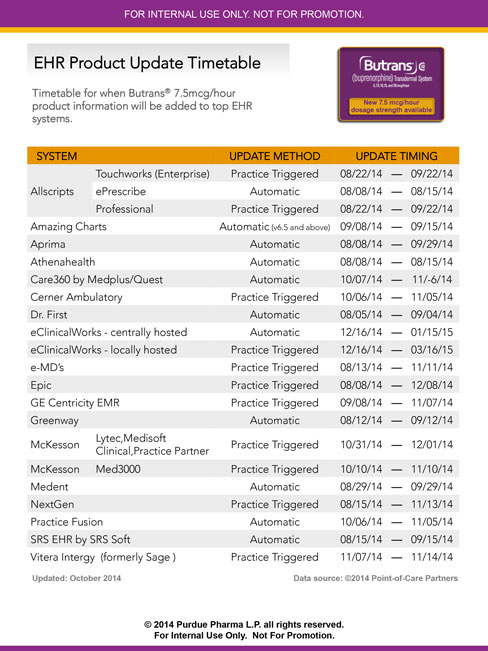 FOR INTERNAL USE ONLY. NOT FOR PROMOTION.
EHR Product Update Timetable
Timetable for when Butrans® 7.5mcg/hour
product information will be added to top EHR
systems.
Butrans
(buprenorphine) Transdermal System
New 7.5 mcg/hour
dosage strength available
SYSTEM UPDATE METHOD UPDATE TIMING
Allscripts Touchworks (Enterprise) Practice Triggered 08/22/14 — 09/22/14
ePrescribe Automatic 08/08/14 — 08/15/14
Professional Practice Triggered 08/22/14 — 09/22/14
Amazing Charts Automatic (v6.5 and above) 09/08/14 — 09/15/14
Aprima Automatic 08/08/14 — 09/29/14
Athenahealth Automatic 08/08/14 — 08/15/14
Care360 by Medplus/Quest Automatic 10/07/14 — 11/-6/14
Cerner Ambulatory Practice Triggered 10/06/14 — 11/05/14
Dr. First Automatic 08/05/14 — 09/04/14
eClinicalWorks - centrally hosted Automatic 12/16/14 — 01/15/15
eClinicalWorks - locally hosted Practice Triggered 12/16/14 — 03/16/15
e-MD's Practice Triggered 08/13/14 — 11/11/14
Epic Practice Triggered 08/08/14 — 12/08/14
GE Centricity EMR Practice Triggered 09/08/14 — 11/07/14
Greenway Automatic 08/12/14 — 09/12/14
McKesson Lytec,Medisoft
Clinical,Practice Partner Practice Triggered 10/31/14 — 12/01/14
McKesson Med3000 Practice Triggered 10/10/14 — 11/10/14
Medent Automatic 08/29/14 — 09/29/14
NextGen Practice Triggered 08/15/14 — 11/13/14
Practice Fusion Automatic 10/06/14 — 11/05/14
SRS EHR by SRS Soft Automatic 08/15/14 — 09/15/14
Vitera Intergy (formerly Sage ) Practice Triggered 11/07/14 — 11/14/14
Updated: October 2014 Data source: ©2014 Point-of-Care Partners
© 2014 Purdue Pharma L.P. all rights reserved.
For Internal Use Only. Not For Promotion.